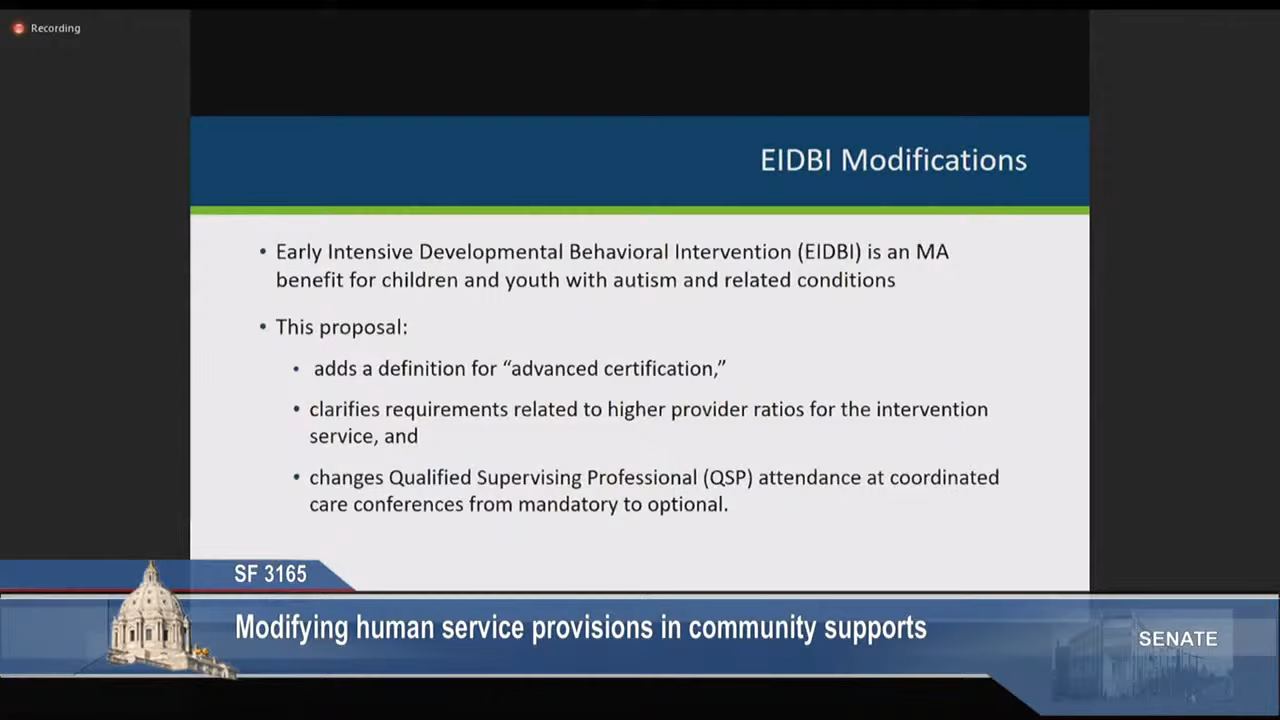 Recording
EIDBI Modifications
• Early Intensive Developmental Behavioral Intervention (EIDBI) is an MA
benefit for children and youth with autism and related conditions
• This proposal:
• adds a definition for “advanced certification,”
• clarifies requirements related to higher provider ratios for the intervention
service, and
• changes Qualified Supervising Professional (QSP) attendance at coordinated
care conferences from mandatory to optional.
SF 3165
Modifying human service provisions in community supports
SENATE